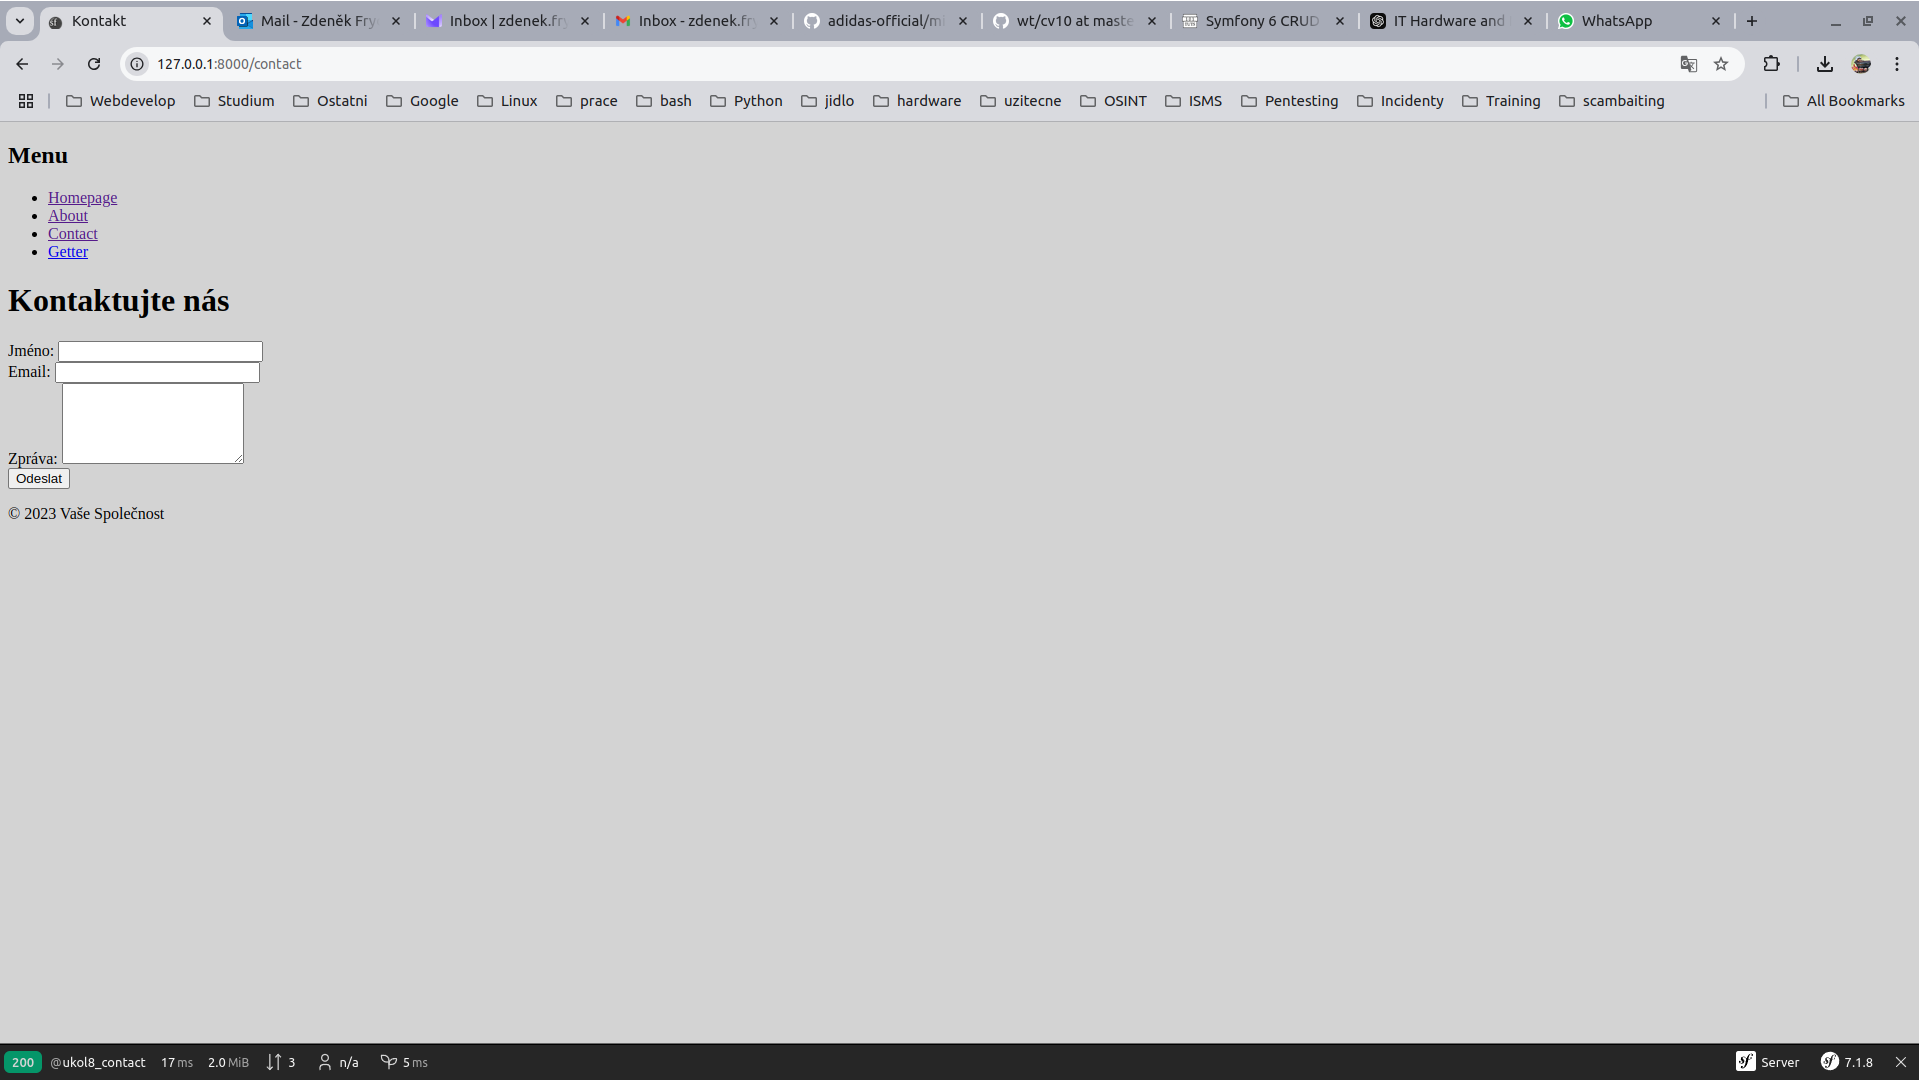 Kontakt
Mail - Zdeněk Fry
Inbox | zdenek.fry
Inbox - zdenek.fry
adidas-official/mi
wt/cv10 at maste
Symfony 6 CRUD
IT Hardware and
WhatsApp
127.0.0.1:8000/contact
Webdevelop
Studium
Ostatni
Google
Linux
prace
bash
Python
jidlo
hardware
uzitecne
OSINT
ISMS
Pentesting
Incidenty
Training
scambaiting
All Bookmarks
Menu
Homepage
About
Contact
Getter
Kontaktujte nás
Jméno:
Email:
Zpráva:
Odeslat
© 2023 Vaše Společnost
200 @ukol8_contact 17 ms 2.0 MiB 3 n/a 5 ms
Server 7.1.8